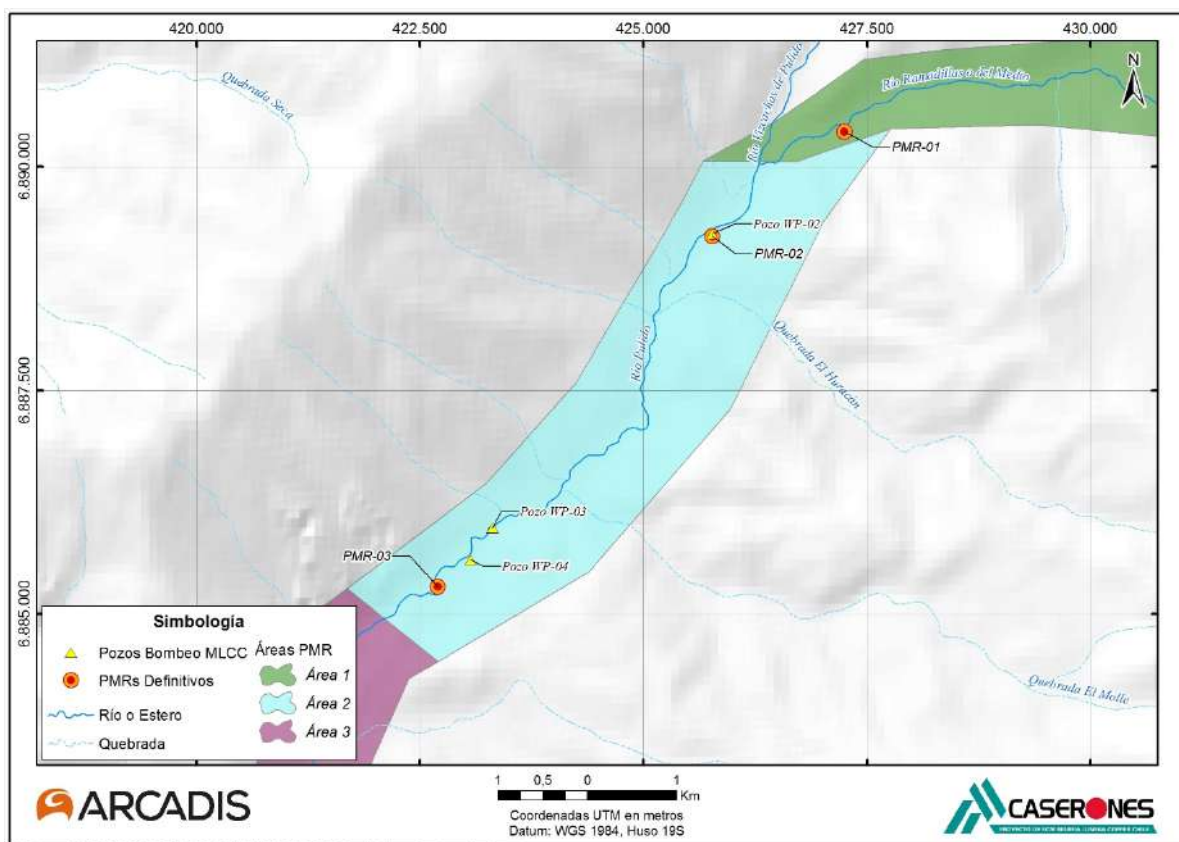 420.000 422.500 425.000 427.500 430.000
N
Quebrada Seca
Río Vizcachas de Pulido
Río Ramadillas o del Medio
6.890.000
PMR-01
Pozo WP-02
PMR-02
Río Pulido
Quebrada El Huracán
6.887.500
Pozo WP-03
PMR-03
Pozo WP-04
6.885.000
Quebrada El Molle
Simbología
Pozos Bombeo MLCC
PMRs Definitivos
Río o Estero
Quebrada
Áreas PMR
Área 1
Área 2
Área 3
ARCADIS
1 0,5 0 1
Km
Coordenadas UTM en metros
Datum: WGS 1984, Huso 19S
CASERONES